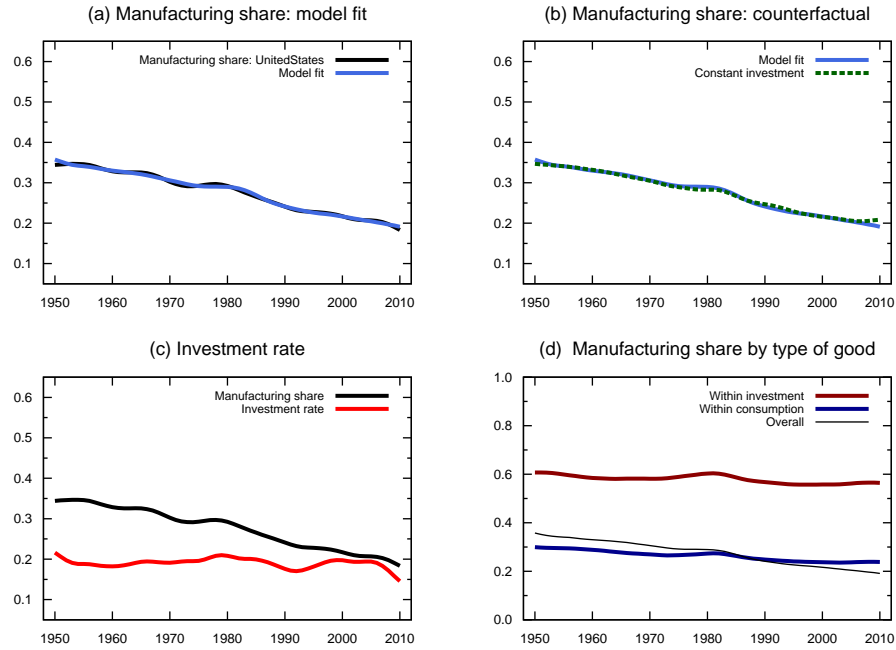 (a) Manufacturing share: model fit
Manufacturing share: UnitedStates
Model fit
0.6
0.5
0.4
0.3
0.2
0.1
1950 1960 1970 1980 1990 2000 2010
(b) Manufacturing share: counterfactual
Model fit
Constant investment
0.6
0.5
0.4
0.3
0.2
0.1
1950 1960 1970 1980 1990 2000 2010
(c) Investment rate
Manufacturing share
Investment rate
0.6
0.5
0.4
0.3
0.2
0.1
1950 1960 1970 1980 1990 2000 2010
(d) Manufacturing share by type of good
Within investment
Within consumption
Overall
1.0
0.8
0.6
0.4
0.2
0.0
1950 1960 1970 1980 1990 2000 2010